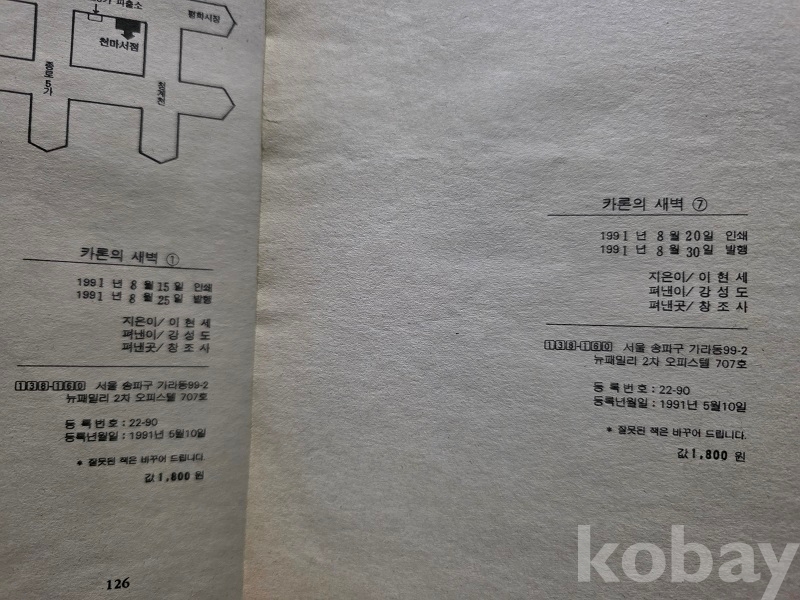 파출소
천마서점
평화서장
종로5가
청계천
카론의 새벽 ①
1991 년 8 월 15 일 인쇄
1991 년 8 월 25 일 발행
지은이/ 이 현 세
펴낸이/ 강 성 도
펴낸곳/ 창 조 사
138-160 서울 송파구 가락동99-2
뉴패밀리 2차 오피스텔 707호
등 록 번 호 : 22-90
등록년월일 : 1991년 5월10일
* 잘못된 책은 바꾸어 드립니다.
값1,800 원
126
카론의 새벽 ⑦
1991 년 8 월 20 일 인쇄
1991 년 8 월 30 일 발행
지은이/ 이 현 세
펴낸이/ 강 성 도
펴낸곳/ 창 조 사
138-160 서울 송파구 가락동99-2
뉴패밀리 2차 오피스텔 707호
등 록 번 호 : 22-90
등록년월일 : 1991년 5월10일
* 잘못된 책은 바꾸어 드립니다.
값1,800 원
kobay